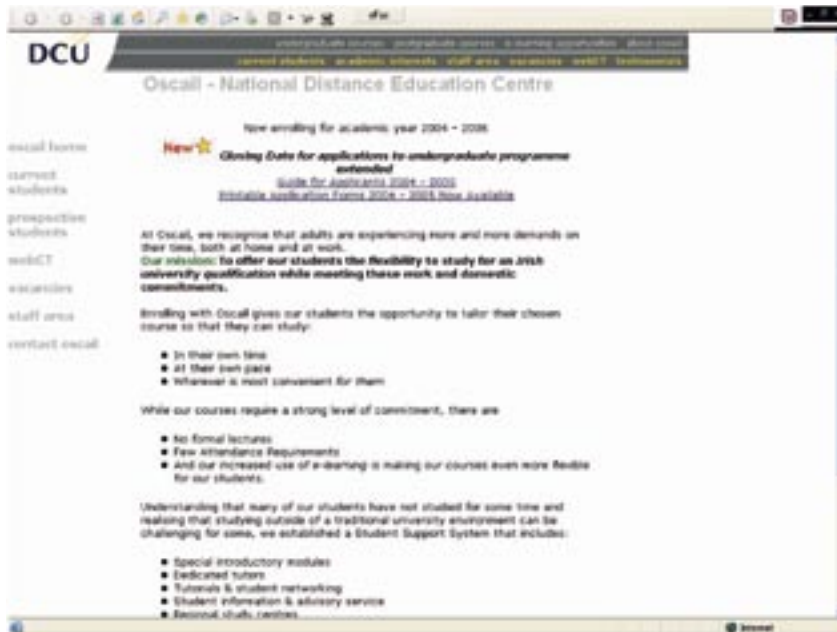 DCU
undergraduate courses postgraduate courses e-learning opportunities about oscail
current students academic interests staff area vacancies webCT testimonials
Oscail - National Distance Education Centre
Now enrolling for academic year 2004 -
New
Closing Date for applications to undergraduate programme
extended
Guide for Applicants 2004 - 2005
Printable Application Forms 2004 - 2005 Now Available
oscail home
current
students
prospective
students
webCT
vacancies
staff area
contact oscail
At Oscail, we recognise that adults are experiencing more and more demands on
their time, both at home and at work.
Our mission: To offer our students the flexibility to study for an Irish
university qualification while meeting these work and domestic
commitments.
Enrolling with Oscail gives our students the opportunity to tailor their chosen
course so that they can study:
● In their own time
● At their own pace
● Wherever is most convenient for them
While our courses require a strong level of commitment, there are
● No formal lectures
● Few Attendance Requirements
● And our increased use of e-learning is making our courses even more flexible
for our students.
Understanding that many of our students have not studied for some time and
realising that studying outside of a traditional university environment can be
challenging for some, we established a Student Support System that includes:
● Special introductory modules
● Dedicated tutors
● Tutorials & student networking
● Student information & advisory service
● Regional study centres
Internet